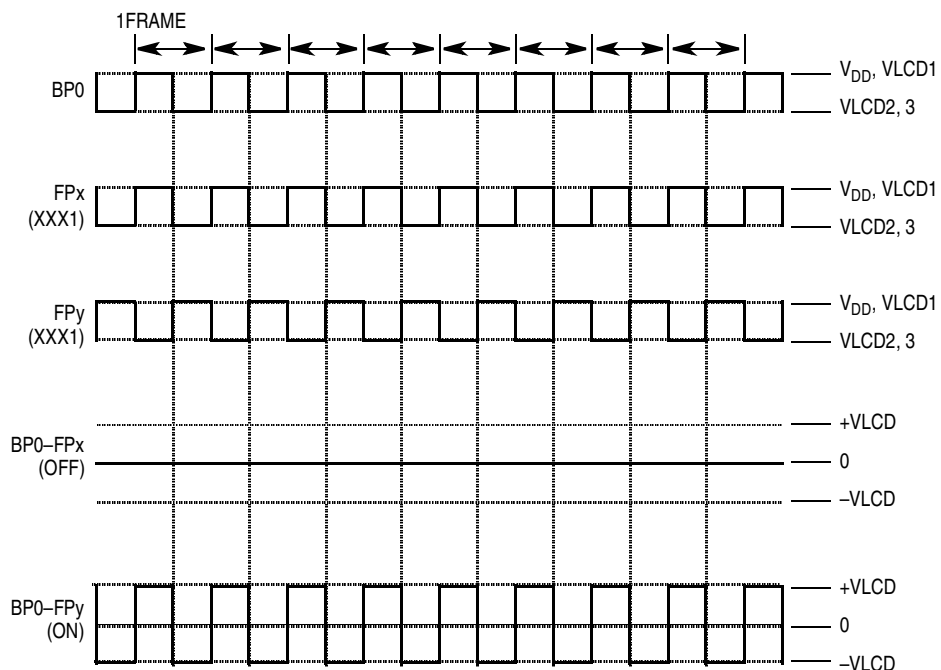 1FRAME
BP0
V_DD, VLCD1
VLCD2, 3
FPx
(XXX1)
V_DD, VLCD1
VLCD2, 3
FPy
(XXX1)
V_DD, VLCD1
VLCD2, 3
BP0–FPx
(OFF)
+VLCD
0
–VLCD
BP0–FPy
(ON)
+VLCD
0
–VLCD